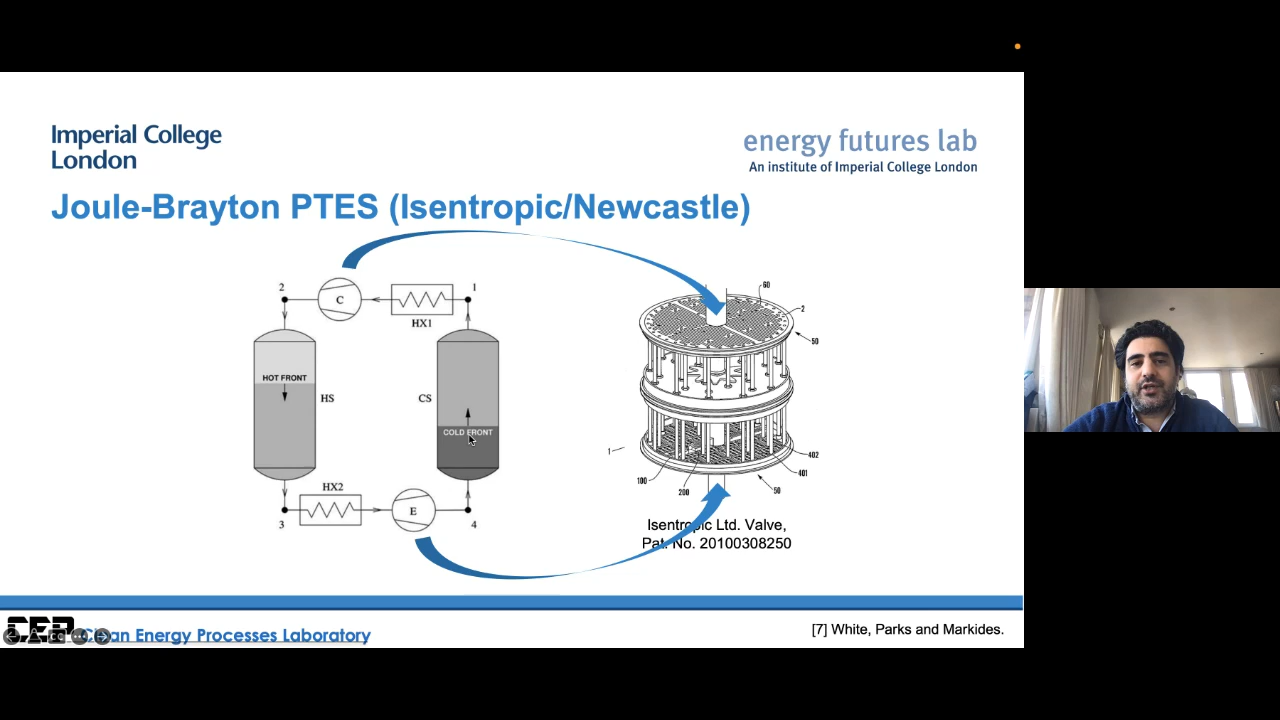 Imperial College
London
energy futures lab
An institute of Imperial College London
Joule-Brayton PTES (Isentropic/Newcastle)
2
C
1
HX1
HOT FRONT
HS
CS
COLD FRONT
HX2
3
E
4
60
2
50
1
402
401
100
200
50
Isentropic Ltd. Valve,
Pat. No. 20100308250
CEP
Clean Energy Processes Laboratory
[7] White, Parks and Markides.